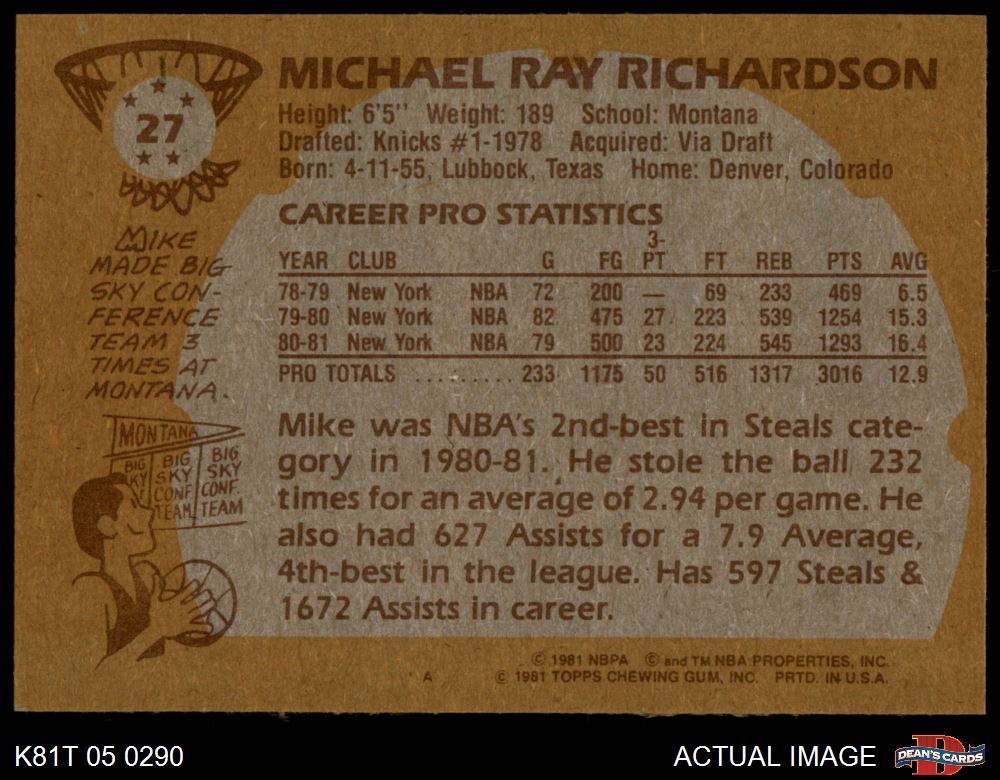 MICHAEL RAY RICHARDSON
27
Height: 6'5'' Weight: 189 School: Montana
Drafted: Knicks #1-1978 Acquired: Via Draft
Born: 4-11-55, Lubbock, Texas Home: Denver, Colorado
CAREER PRO STATISTICS
YEAR CLUB G FG 3-PT FT REB PTS AVG
78-79 New York NBA 72 200 — 69 233 469 6.5
79-80 New York NBA 82 475 27 223 539 1254 15.3
80-81 New York NBA 79 500 23 224 545 1293 16.4
PRO TOTALS .......... 233 1175 50 516 1317 3016 12.9
MIKE
MADE BIG
SKY CON-
FERENCE
TEAM 3
TIMES AT
MONTANA.
MONTANA
BIG SKY
BIG SKY CONF. TEAM
BIG SKY CONF. TEAM
Mike was NBA's 2nd-best in Steals cate-
gory in 1980-81. He stole the ball 232
times for an average of 2.94 per game. He
also had 627 Assists for a 7.9 Average,
4th-best in the league. Has 597 Steals &
1672 Assists in career.
© 1981 NBPA © and TM NBA PROPERTIES, INC.
A © 1981 TOPPS CHEWING GUM, INC. PRTD. IN U.S.A.
K81T 05 0290 ACTUAL IMAGE
DEAN'S CARDS